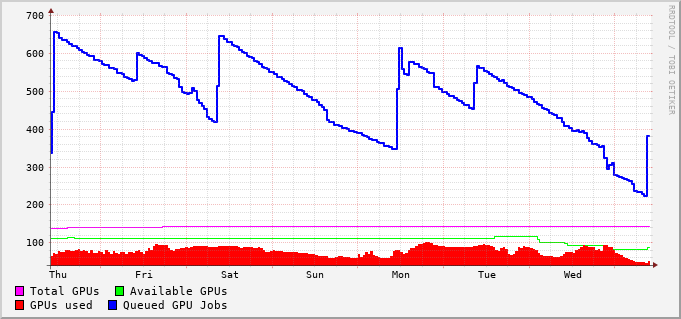 700
600
500
400
300
200
100
Thu Fri Sat Sun Mon Tue Wed
Total GPUs Available GPUs
GPUs used Queued GPU Jobs
RRDTOOL / TOBI OETIKER